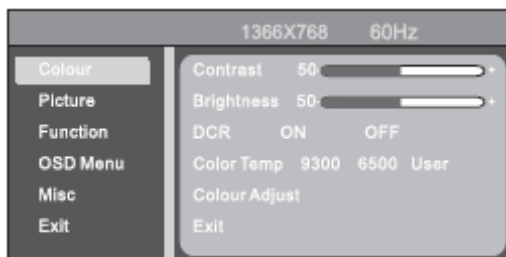 1366X768 60Hz
Colour
Picture
Function
OSD Menu
Misc
Exit
Contrast 50 - +
Brightness 50 - +
DCR ON OFF
Color Temp 9300 6500 User
Colour Adjust
Exit